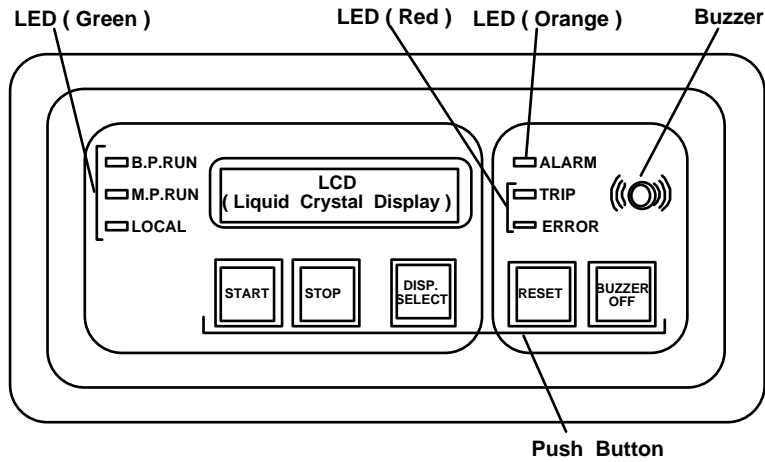 LED ( Green )
LED ( Red )
LED ( Orange )
Buzzer
B.P.RUN
M.P.RUN
LOCAL
LCD
( Liquid Crystal Display )
ALARM
TRIP
ERROR
START
STOP
DISP.
SELECT
RESET
BUZZER
OFF
Push Button